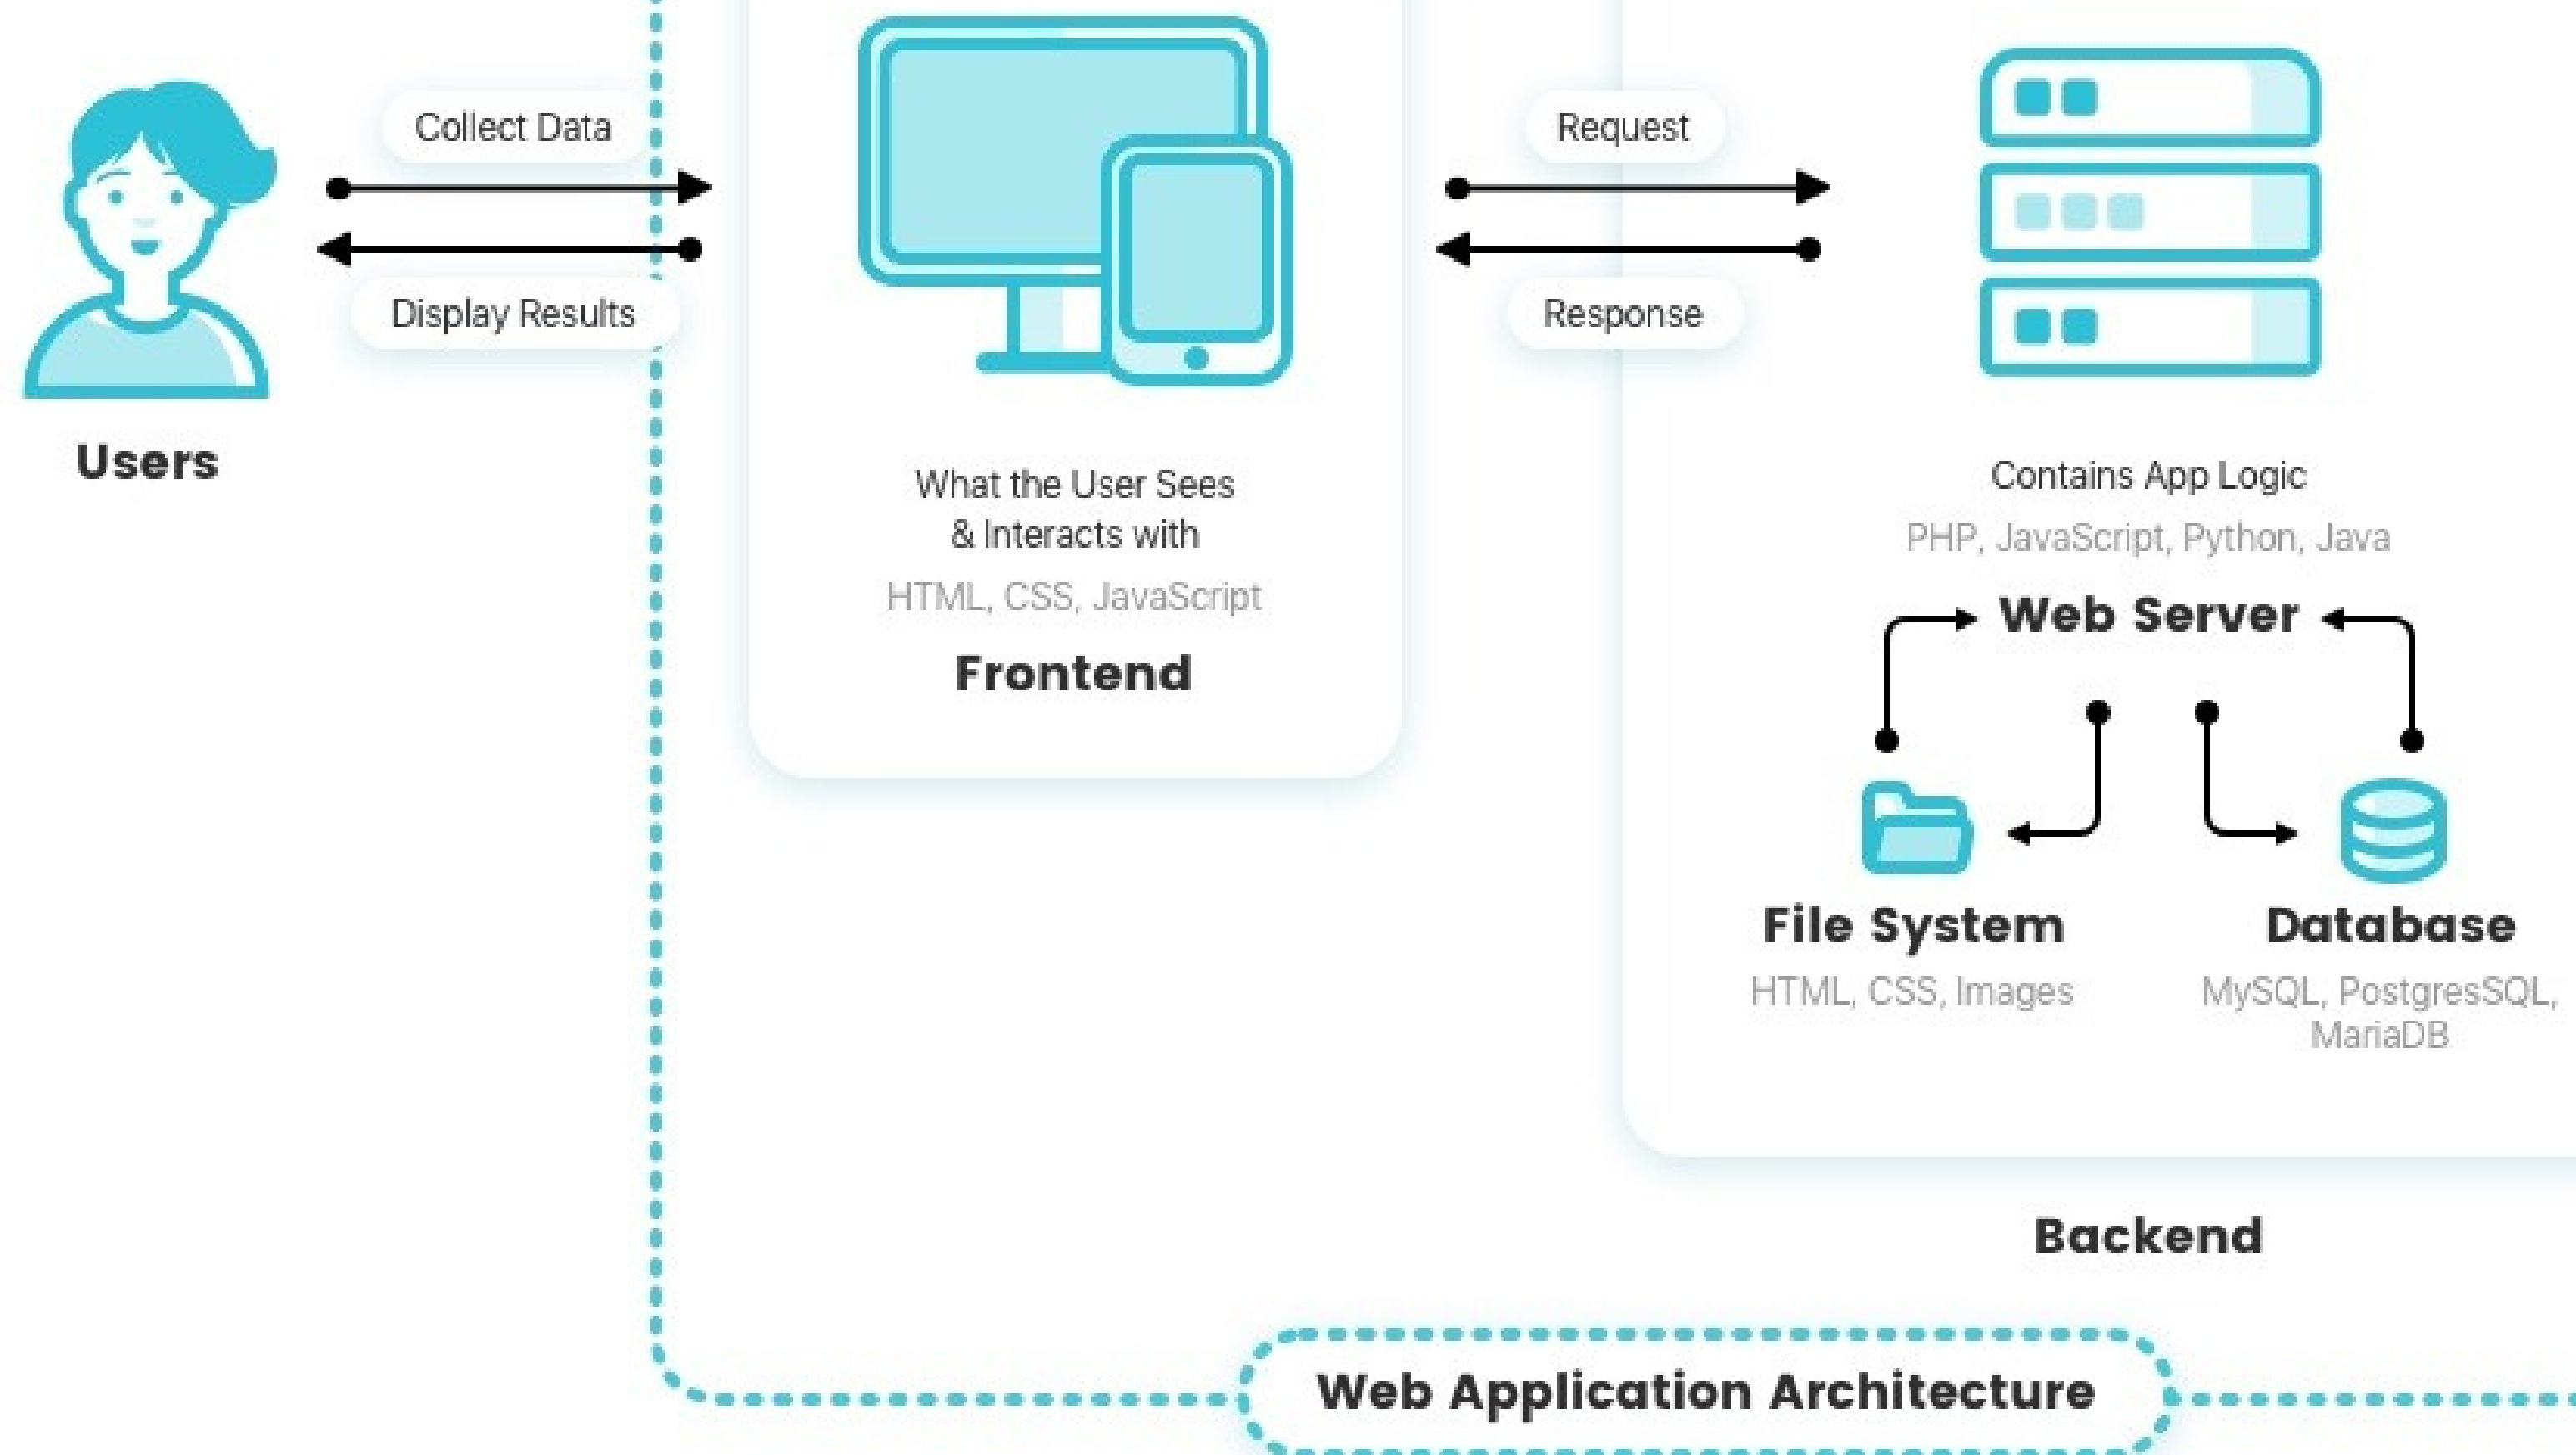 Collect Data
Display Results
Users
What the User Sees
& Interacts with
HTML, CSS, JavaScript
Frontend
Request
Response
Contains App Logic
PHP, JavaScript, Python, Java
Web Server
File System
HTML, CSS, Images
Database
MySQL, PostgresSQL,
MariaDB
Backend
Web Application Architecture